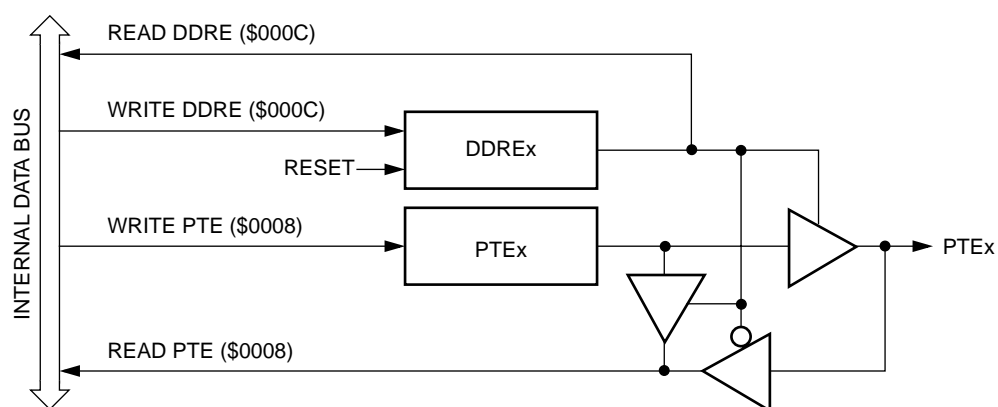 READ DDRE ($000C)
WRITE DDRE ($000C)
DDREx
RESET
INTERNAL DATA BUS
WRITE PTE ($0008)
PTEx
PTEx
READ PTE ($0008)